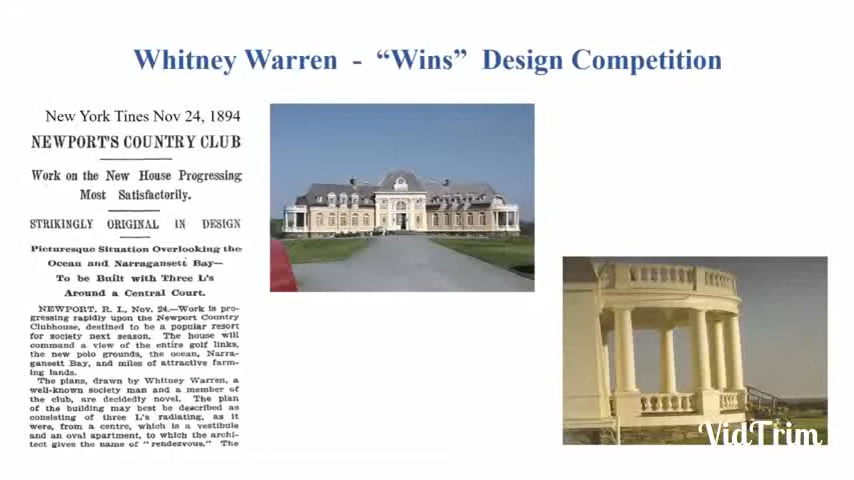 Whitney Warren - “Wins” Design Competition
New York Tines Nov 24, 1894
NEWPORT'S COUNTRY CLUB
Work on the New House Progressing
Most Satisfactorily.
STRIKINGLY ORIGINAL IN DESIGN
Picturesque Situation Overlooking the
Ocean and Narragansett Bay—
To be Built with Three L's
Around a Central Court.
NEWPORT, R. I., Nov. 24.—Work is pro-
gressing rapidly upon the Newport Country
Clubhouse, destined to be a popular resort
for society next season. The house will
command a view of the entire golf links,
the new polo grounds, the ocean, Narra-
gansett Bay, and miles of attractive farm-
ing lands.
The plans, drawn by Whitney Warren, a
well-known society man and a member of
the club, are decidedly novel. The plan
of the building may best be described as
consisting of three L's radiating, as it
were, from a centre, which is a vestibule
and an oval apartment, to which the archi-
tect gives the name of "rendezvous." The
VidTrim